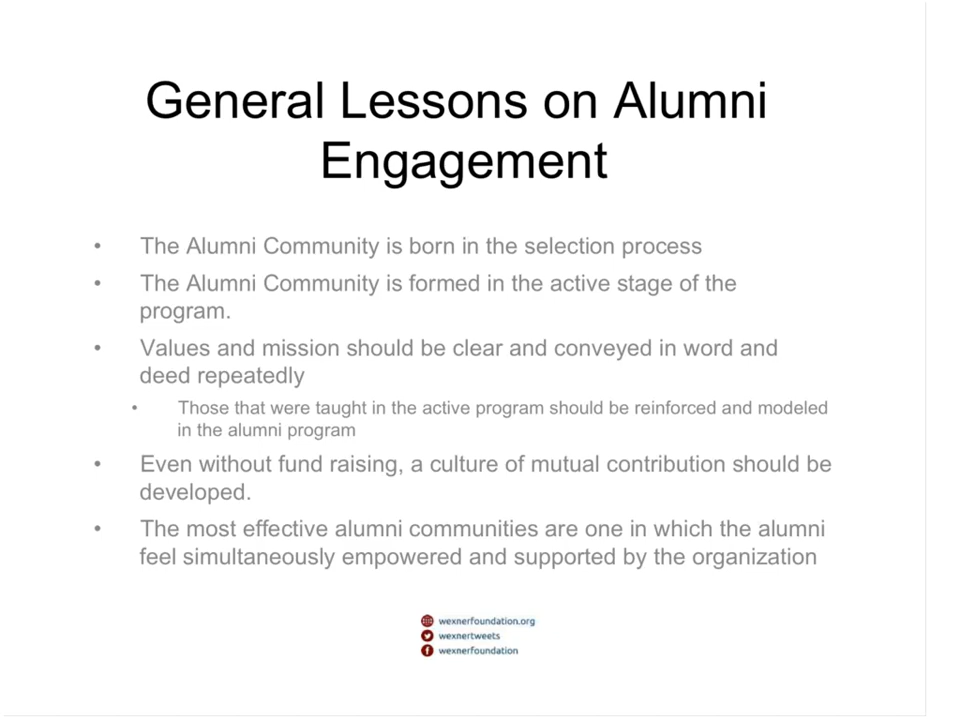 General Lessons on Alumni
Engagement
• The Alumni Community is born in the selection process
• The Alumni Community is formed in the active stage of the
program.
• Values and mission should be clear and conveyed in word and
deed repeatedly
• Those that were taught in the active program should be reinforced and modeled
in the alumni program
• Even without fund raising, a culture of mutual contribution should be
developed.
• The most effective alumni communities are one in which the alumni
feel simultaneously empowered and supported by the organization
wexnerfoundation.org
wexnertweets
wexnerfoundation